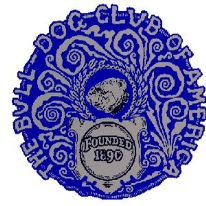 THE BULL DOG CLUB OF AMERICA
FOUNDED
1890